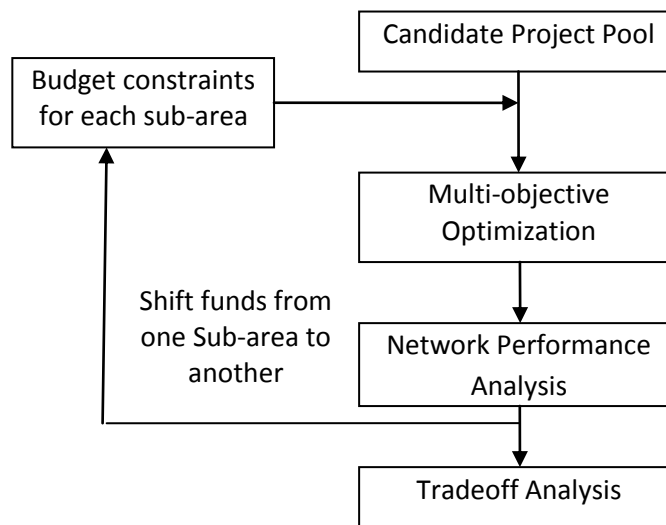 Candidate Project Pool
Budget constraints
for each sub-area
Multi-objective
Optimization
Shift funds from
one Sub-area to
another
Network Performance
Analysis
Tradeoff Analysis